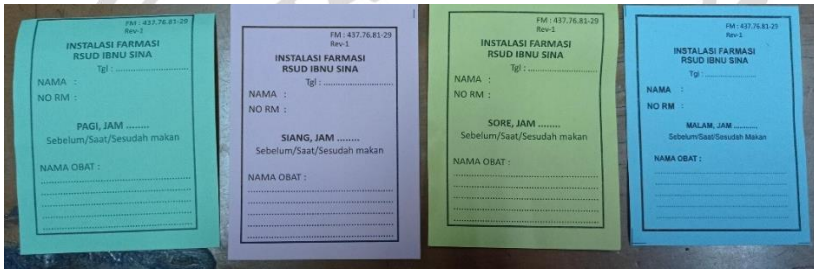 FM : 437.76.81-29
Rev-1
INSTALASI FARMASI
RSUD IBNU SINA
Tgl : .....................
NAMA :
NO RM :
PAGI, JAM ........
Sebelum/Saat/Sesudah makan
NAMA OBAT :
FM : 437.76.81-29
Rev-1
INSTALASI FARMASI
RSUD IBNU SINA
Tgl : .....................
NAMA :
NO RM :
SIANG, JAM ........
Sebelum/Saat/Sesudah makan
NAMA OBAT :
FM : 437.76.81-29
Rev-1
INSTALASI FARMASI
RSUD IBNU SINA
Tgl : .....................
NAMA :
NO RM :
SORE, JAM ........
Sebelum/Saat/Sesudah makan
NAMA OBAT :
FM : 437.76.81-23
Rev-1
INSTALASI FARMASI
RSUD IBNU SINA
Tgl : .....................
NAMA :
NO RM :
MALAM, JAM ..........
Sebelum/Saat/Sesudah Makan
NAMA OBAT :